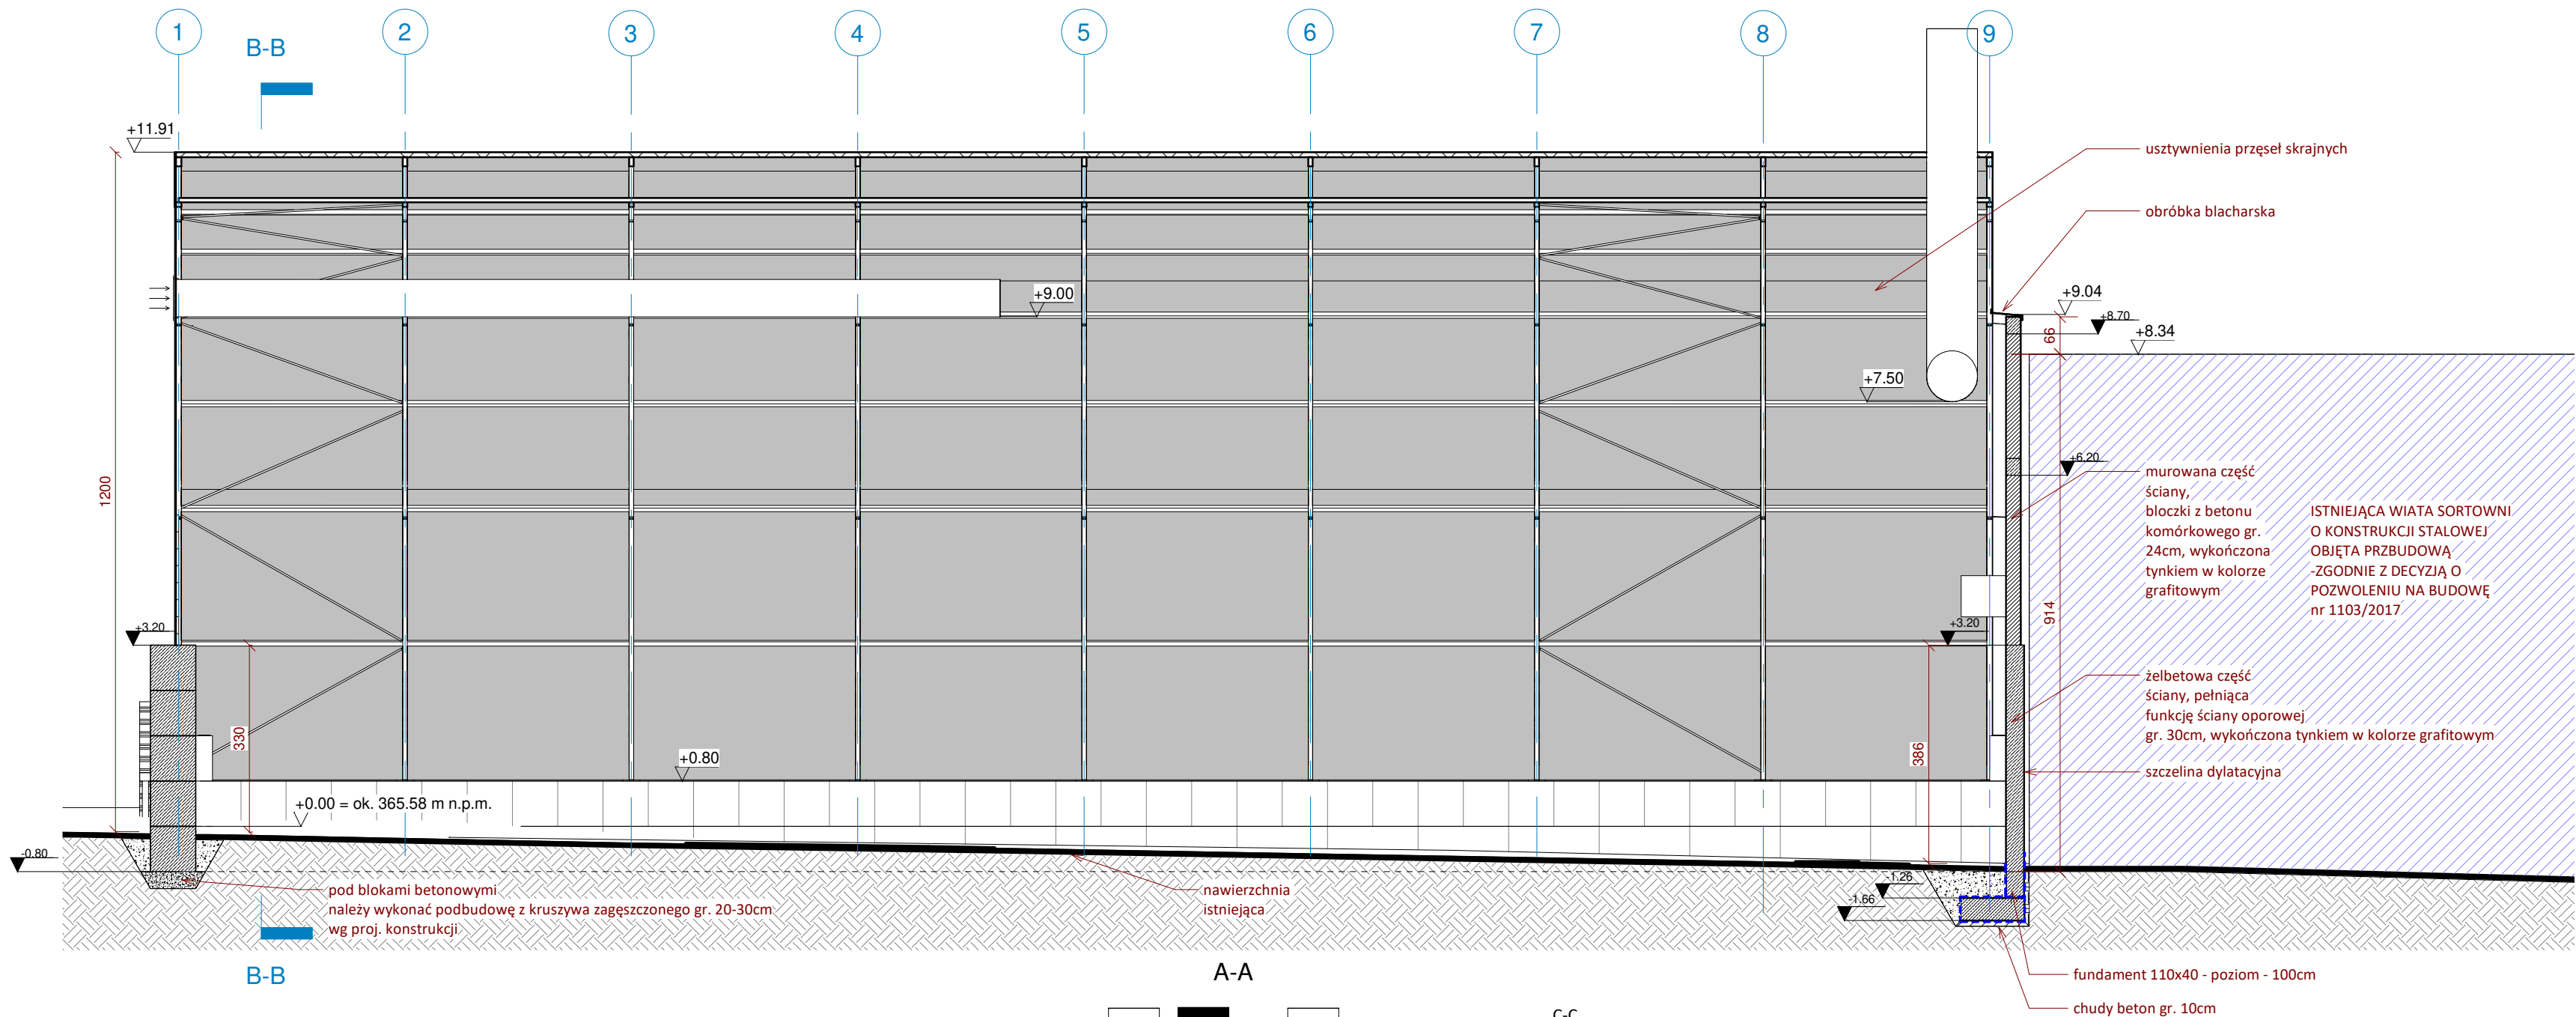 1
2
3
4
5
6
7
8
9
B-B
+11.91
usztywnienia przęseł skrajnych
obróbka blacharska
+9.00
+9.04
+8.70
+8.34
66
+7.50
+6.20
1200
murowana część
ściany,
bloczki z betonu
komórkowego gr.
24cm, wykończona
tynkiem w kolorze
grafitowym
ISTNIEJĄCA WIATA SORTOWNI
O KONSTRUKCJI STALOWEJ
OBJĘTA PRZBUDOWĄ
-ZGODNIE Z DECYZJĄ O
POZWOLENIU NA BUDOWĘ
nr 1103/2017
914
+3.20
+3.20
żelbetowa część
ściany, pełniąca
funkcję ściany oporowej
gr. 30cm, wykończona tynkiem w kolorze grafitowym
330
386
+0.80
szczelina dylatacyjna
+0.00 = ok. 365.58 m n.p.m.
-0.80
-1.26
-1.66
pod blokami betonowymi
należy wykonać podbudowę z kruszywa zagęszczonego gr. 20-30cm
wg proj. konstrukcji
nawierzchnia
istniejąca
B-B
A-A
fundament 110x40 - poziom - 100cm
chudy beton gr. 10cm
C-C